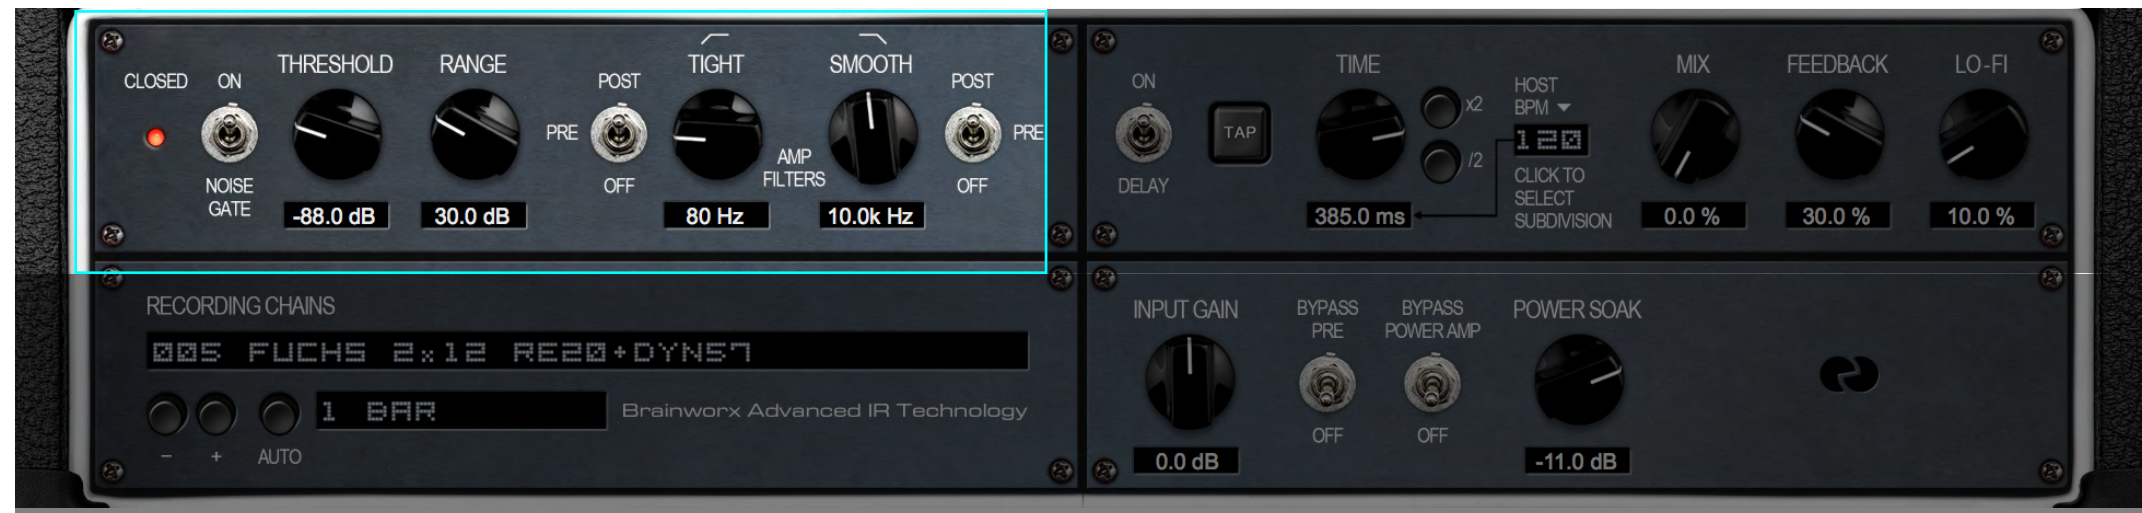 CLOSED
ON
NOISE
GATE
THRESHOLD
-88.0 dB
RANGE
30.0 dB
POST
PRE
OFF
TIGHT
80 Hz
AMP
FILTERS
SMOOTH
10.0k Hz
POST
PRE
OFF
ON
DELAY
TAP
TIME
385.0 ms
x2
/2
HOST
BPM
120
CLICK TO
SELECT
SUBDIVISION
MIX
0.0 %
FEEDBACK
30.0 %
LO-FI
10.0 %
RECORDING CHAINS
005 FUCHS 2x12 RE20+DYN57
- + AUTO
1 BAR
Brainworx Advanced IR Technology
INPUT GAIN
0.0 dB
BYPASS
PRE
OFF
BYPASS
POWER AMP
OFF
POWER SOAK
-11.0 dB